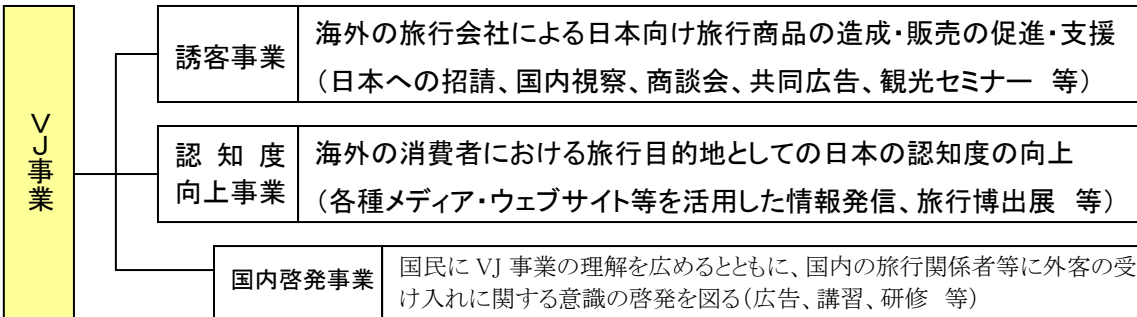 VJ事業
誘客事業
海外の旅行会社による日本向け旅行商品の造成・販売の促進・支援
(日本への招請、国内視察、商談会、共同広告、観光セミナー 等)
認 知 度
向上事業
海外の消費者における旅行目的地としての日本の認知度の向上
(各種メディア・ウェブサイト等を活用した情報発信、旅行博出展 等)
国内啓発事業
国民に VJ 事業の理解を広めるとともに、国内の旅行関係者等に外客の受
け入れに関する意識の啓発を図る(広告、講習、研修 等)